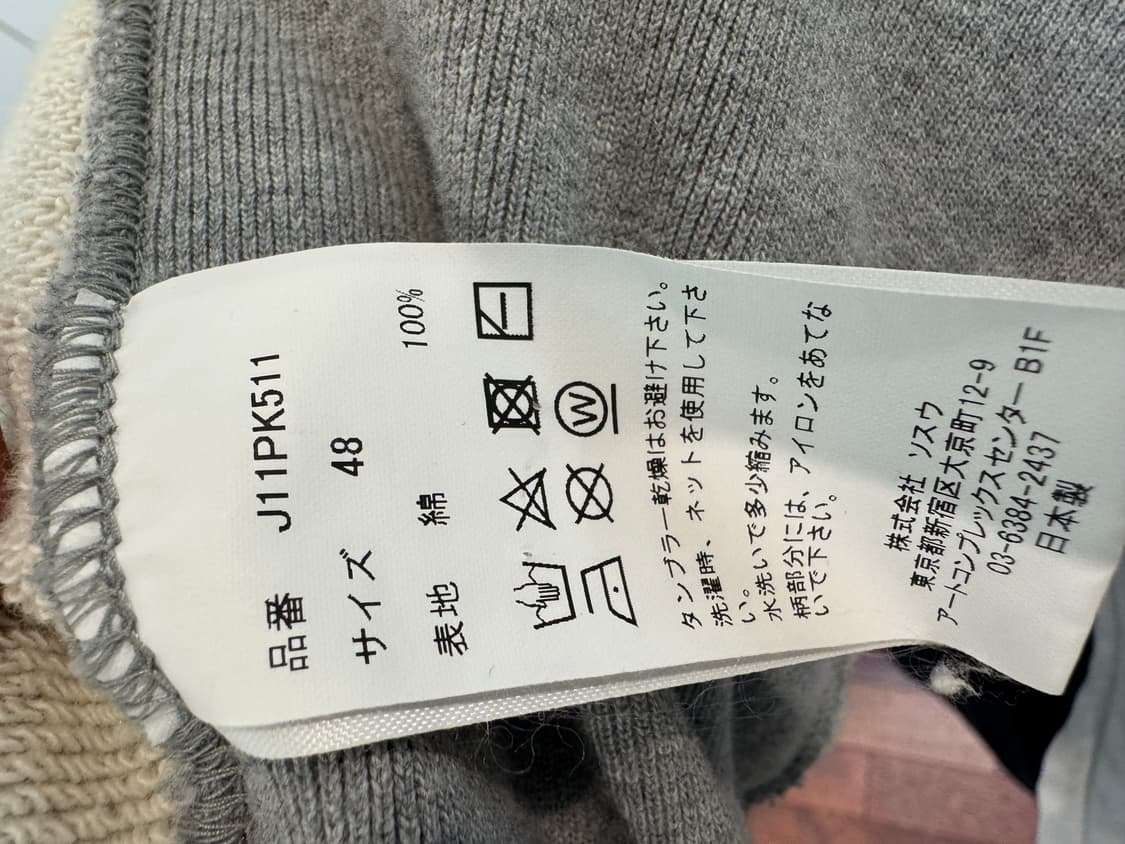 品番 J11PK511
サイズ 48
表地 綿 100%
W
タンブラー乾燥はお避け下さい。
洗濯時、ネットを使用して下さ
い。
水洗いで多少縮みます。
柄部分には、アイロンをあてな
いで下さい。
株式会社 ソスウ
東京都新宿区大京町12-9
アートコンプレックスセンターB1F
03-6384-2437
日本製